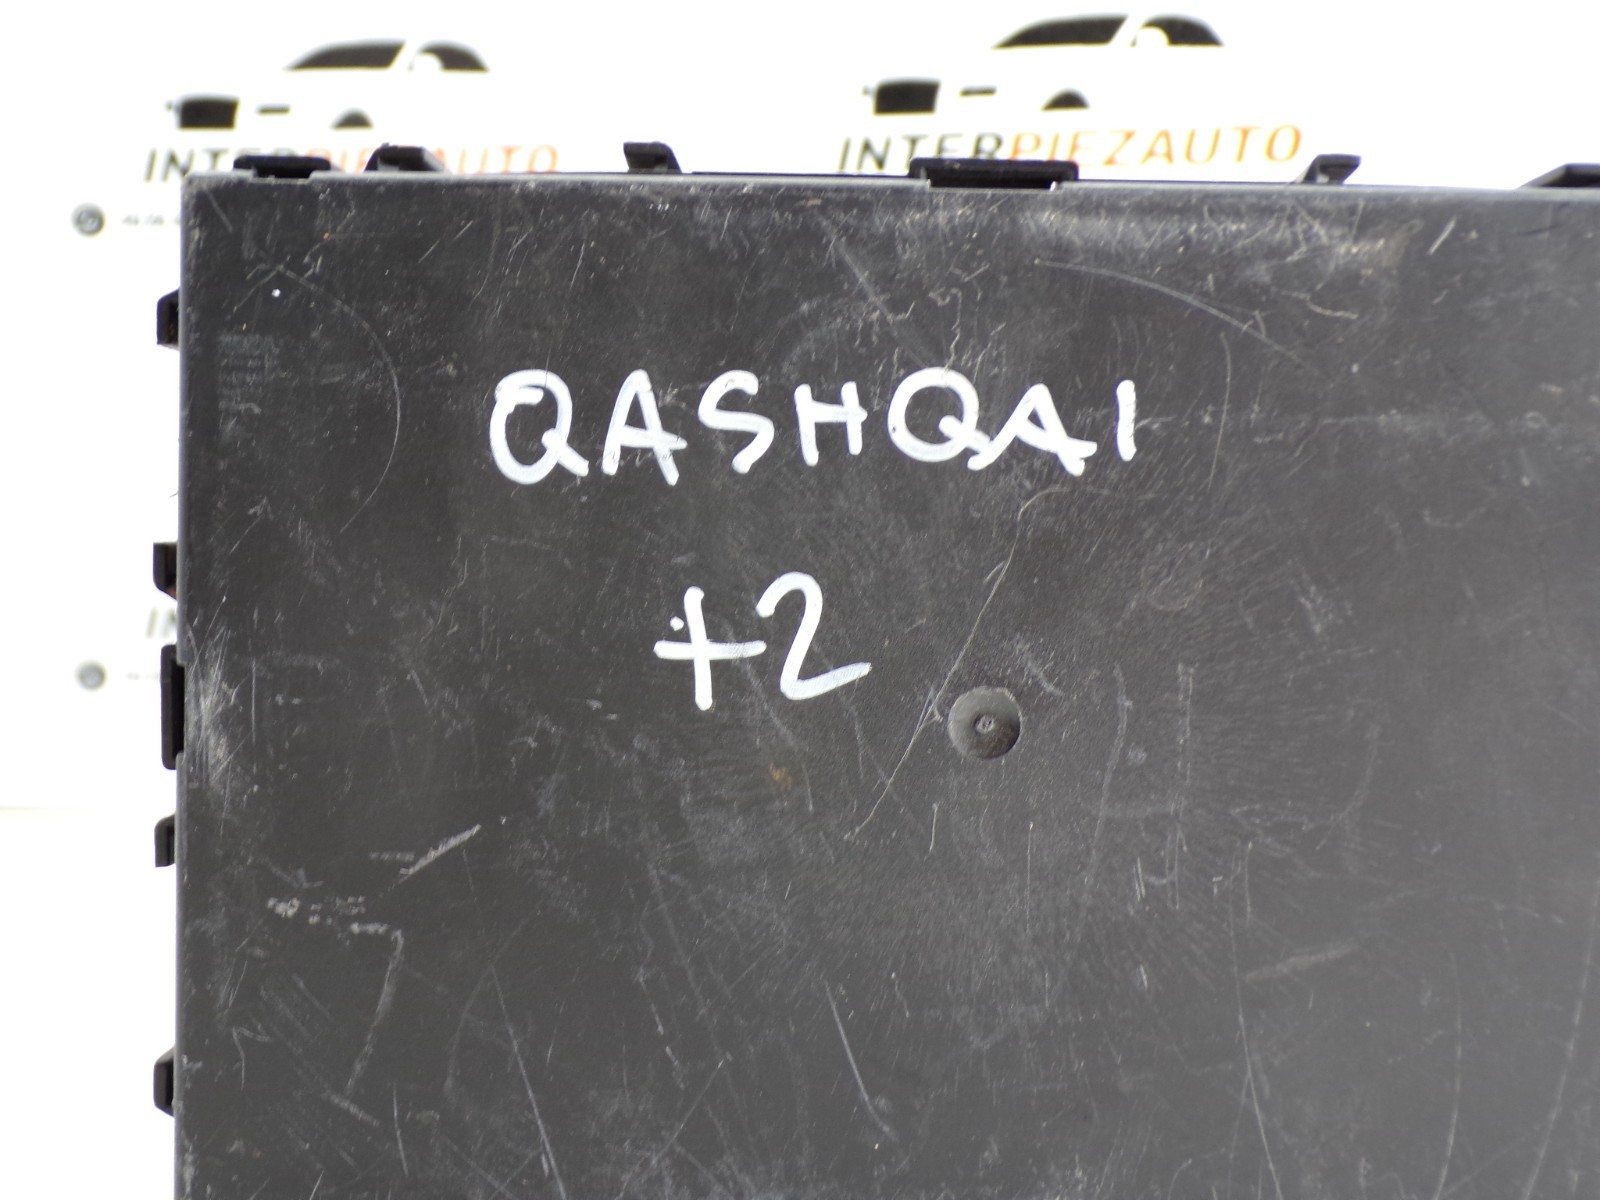 INTERPIEZAUTO
INTERPIEZAUTO
QASHQAI
+2